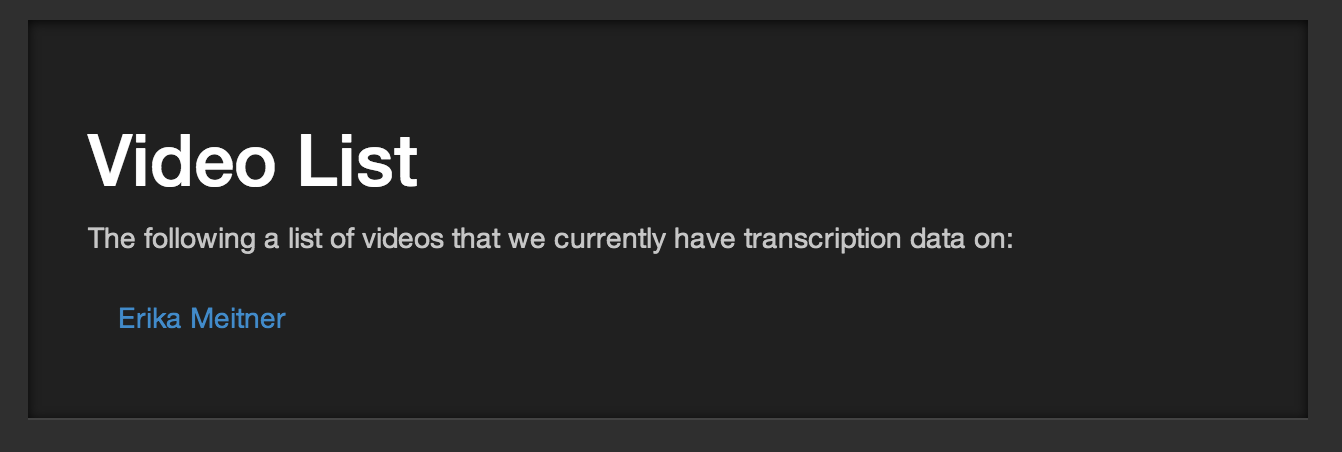 Video List
The following a list of videos that we currently have transcription data on:
Erika Meitner